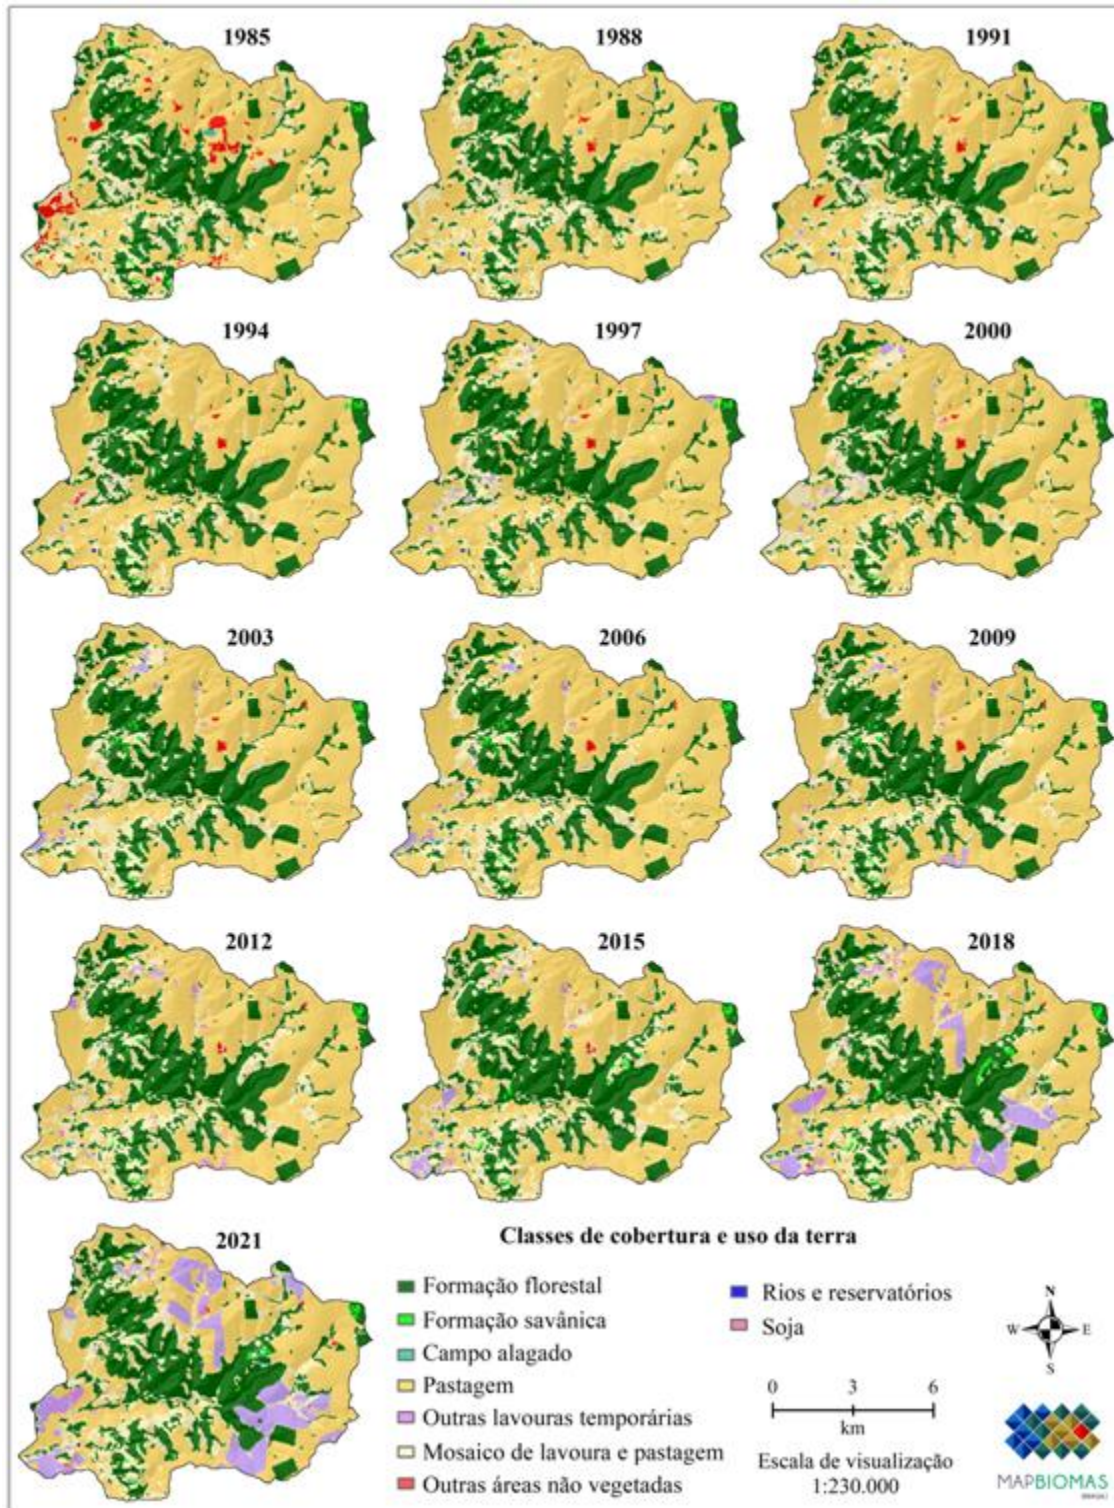 1985 1988 1991
1994 1997 2000
2003 2006 2009
2012 2015 2018
2021
Classes de cobertura e uso da terra
Formação florestal
Formação savânica
Campo alagado
Pastagem
Outras lavouras temporárias
Mosaico de lavoura e pastagem
Outras áreas não vegetadas
Rios e reservatórios
Soja
0 3 6
km
Escala de visualização
1:230.000
N
W E
S
MAPBIOMAS